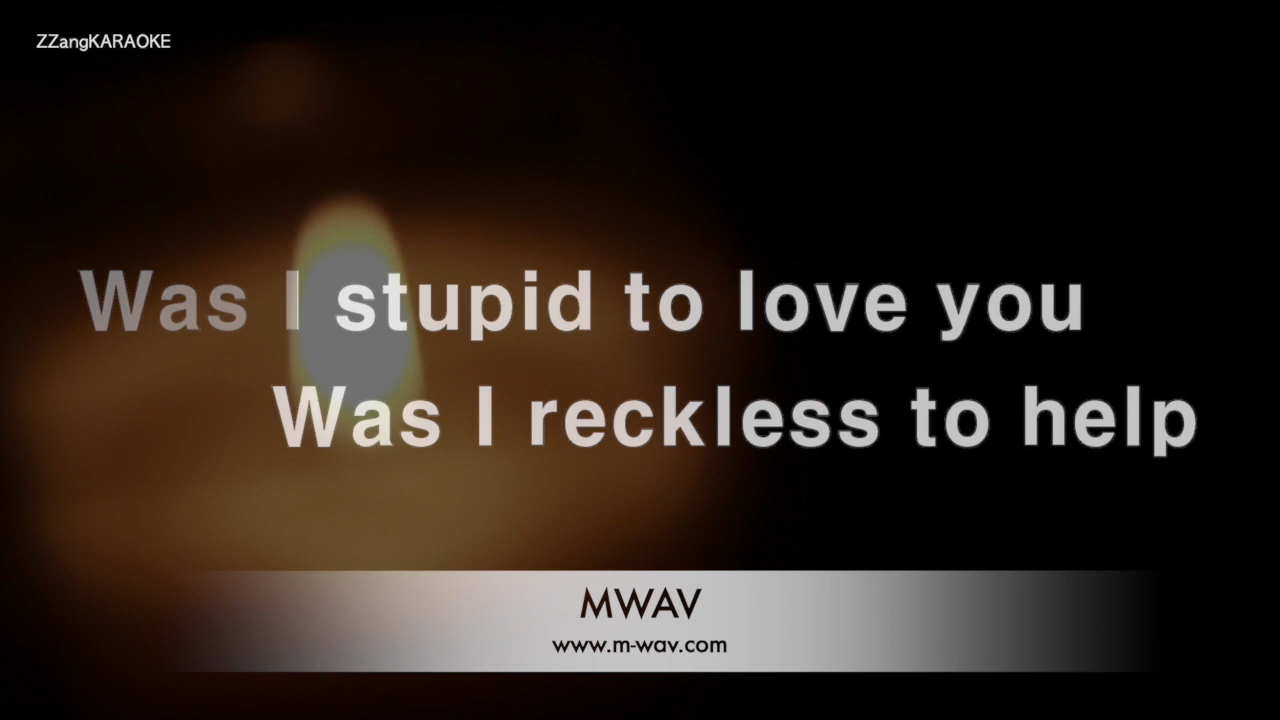 ZZangKARAOKE
Was I stupid to love you
Was I reckless to help
MWAV
www.m-wav.com